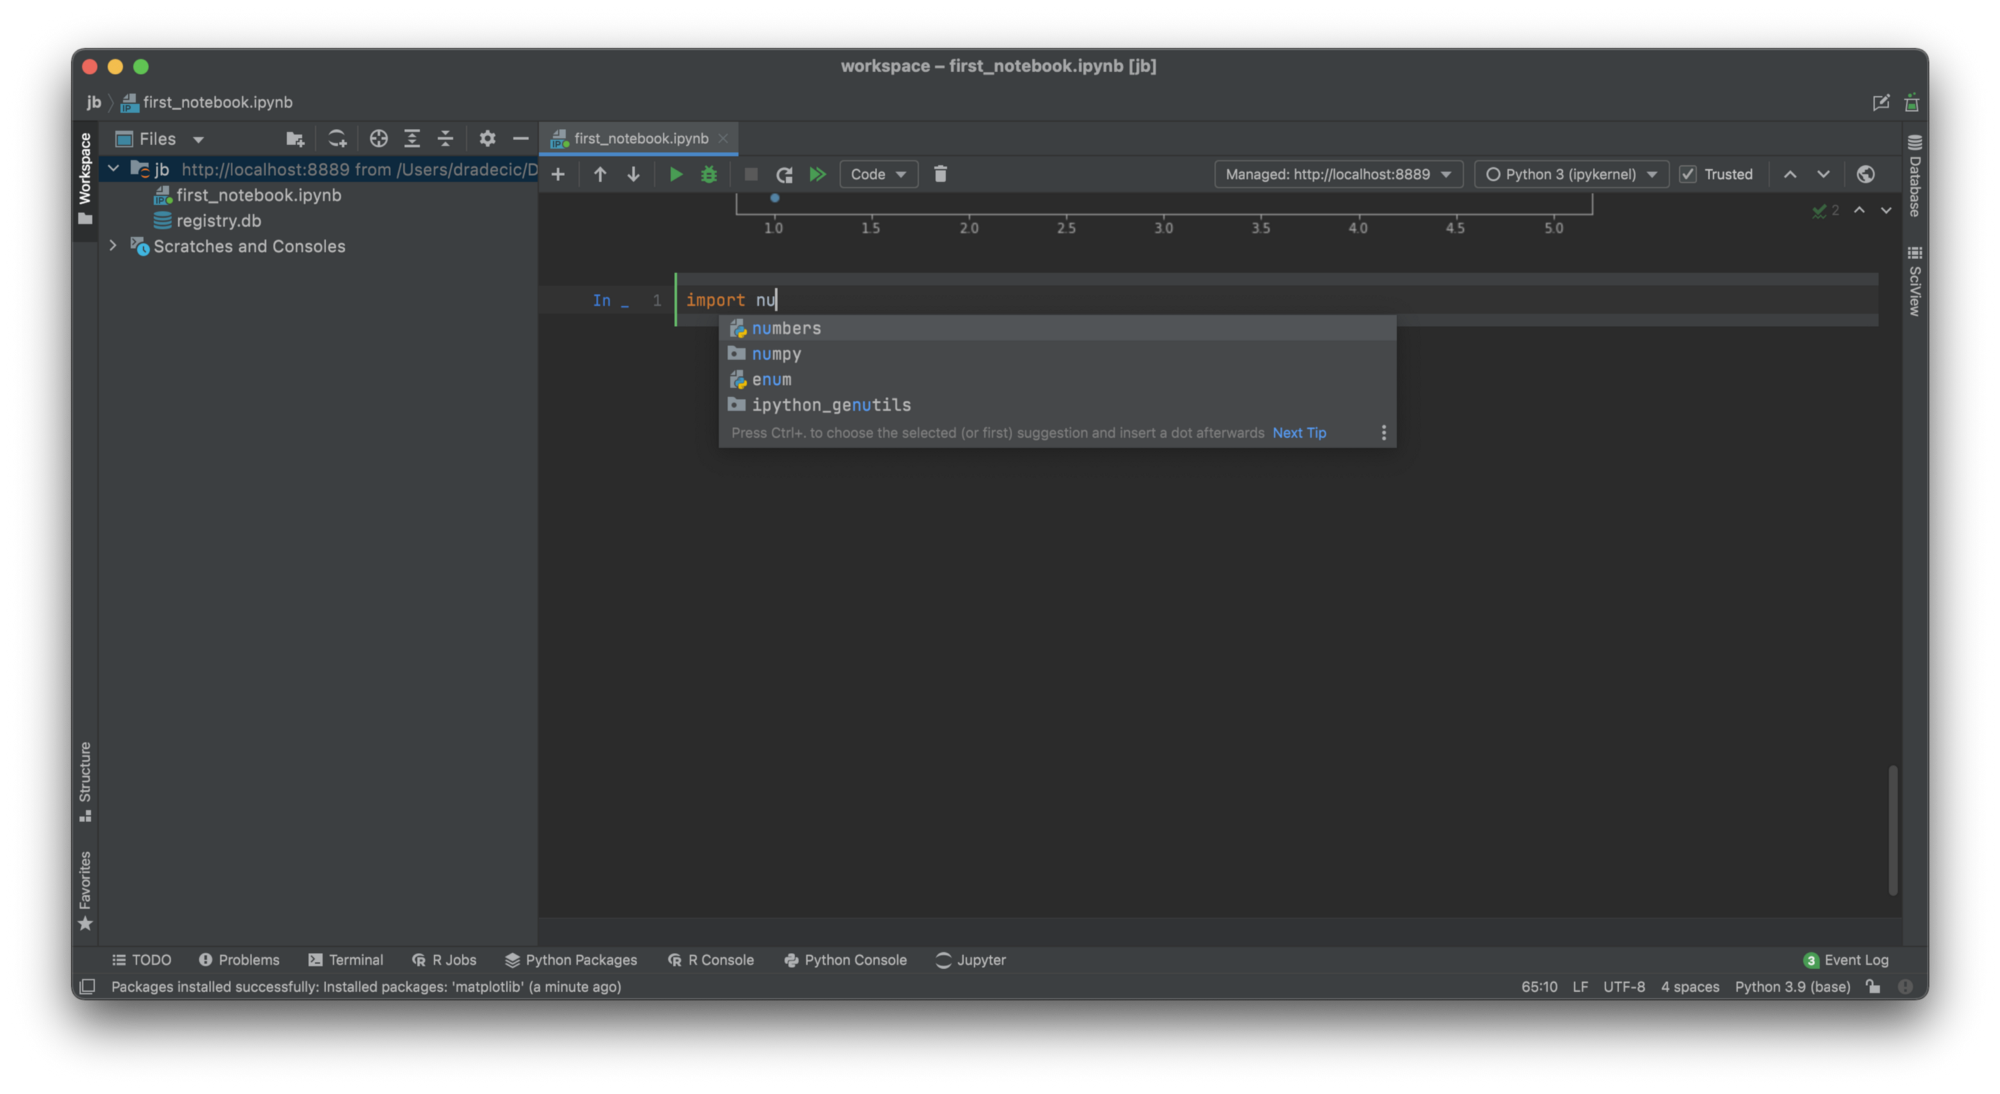 workspace – first_notebook.ipynb [jb]
jb first_notebook.ipynb
Files
first_notebook.ipynb
Workspace
jb http://localhost:8889 from /Users/dradecic/D
first_notebook.ipynb
registry.db
Scratches and Consoles
Code
Managed: http://localhost:8889
Python 3 (ipykernel)
Trusted
Database
SciView
2
1.0 1.5 2.0 2.5 3.0 3.5 4.0 4.5 5.0
In _ 1 import nu
numbers
numpy
enum
ipython_genutils
Press Ctrl+. to choose the selected (or first) suggestion and insert a dot afterwards Next Tip
Structure
Favorites
TODO Problems Terminal R Jobs Python Packages R Console Python Console Jupyter 3 Event Log
Packages installed successfully: Installed packages: 'matplotlib' (a minute ago) 65:10 LF UTF-8 4 spaces Python 3.9 (base)